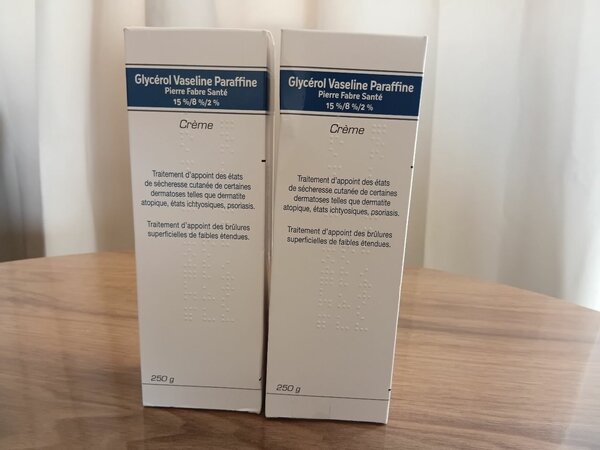 Glycérol Vaseline Paraffine
Pierre Fabre Santé
15 %/8 %/2 %
Crème
Traitement d'appoint des états
de sécheresse cutanée de certaines
dermatoses telles que dermatite
atopique, états ichtyosiques, psoriasis.
Traitement d'appoint des brûlures
superficielles de faibles étendues.
250 g
Glycérol Vaseline Paraffine
Pierre Fabre Santé
15 %/8 %/2 %
Crème
Traitement d'appoint des états
de sécheresse cutanée de certaines
dermatoses telles que dermatite
atopique, états ichtyosiques, psoriasis.
Traitement d'appoint des brûlures
superficielles de faibles étendues.
250 g